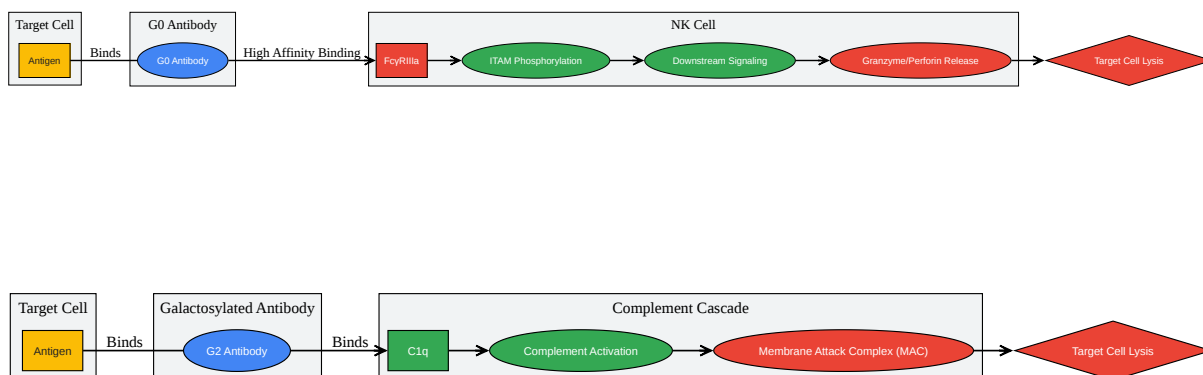 Target Cell
G0 Antibody
NK Cell
Antigen
Binds
G0 Antibody
High Affinity Binding
FcγRIIIa
ITAM Phosphorylation
Downstream Signaling
Granzyme/Perforin Release
Target Cell Lysis
Target Cell
Galactosylated Antibody
Complement Cascade
Antigen
Binds
G2 Antibody
Binds
C1q
Complement Activation
Membrane Attack Complex (MAC)
Target Cell Lysis